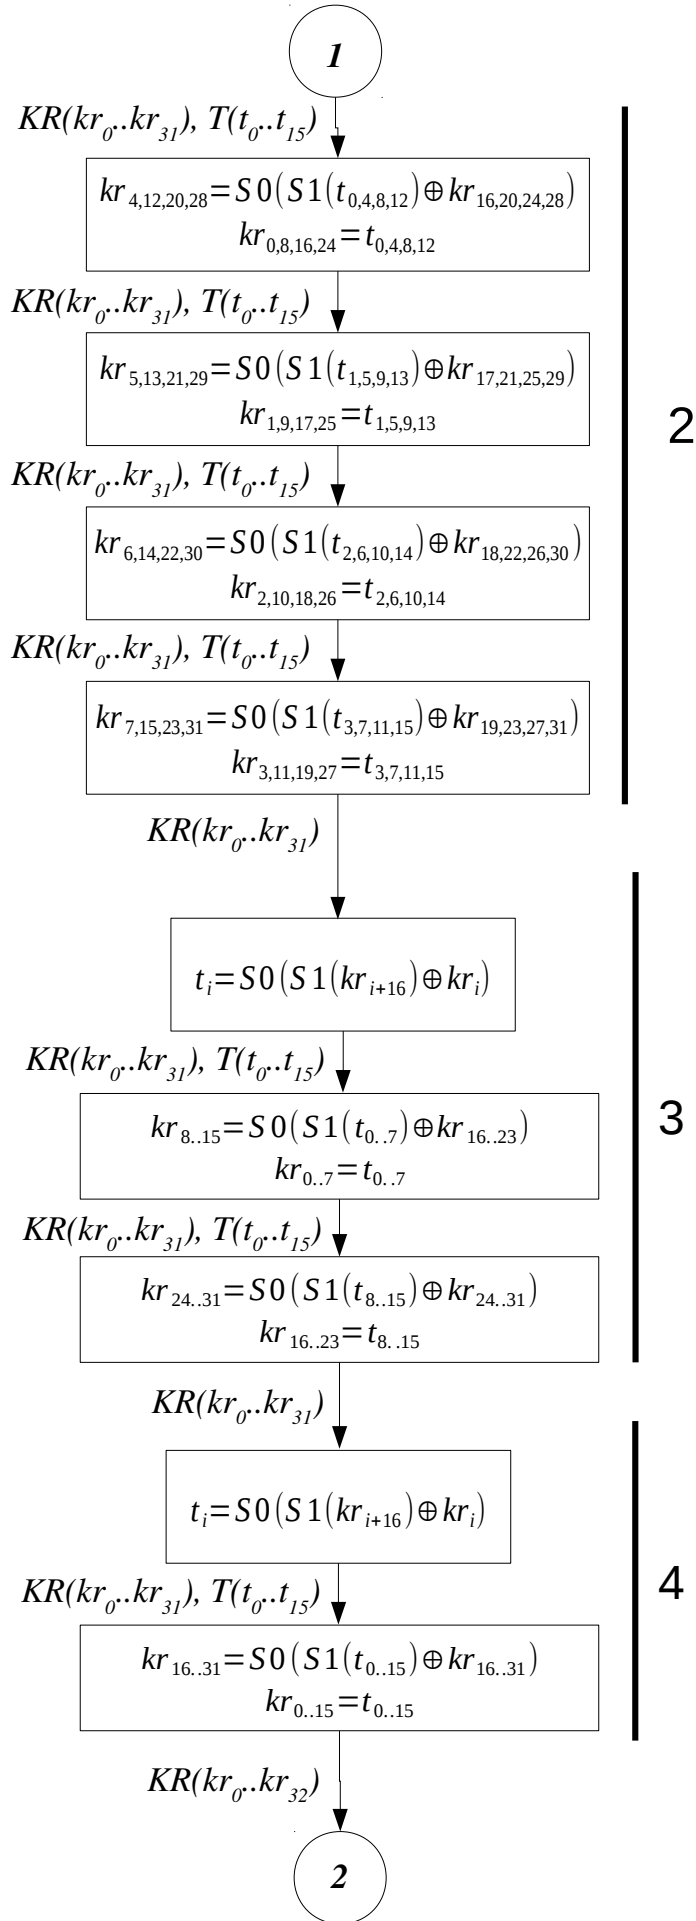 1
KR(kr₀..kr₃₁), T(t₀..t₁₅)
kr₄,₁₂,₂₀,₂₈=S0(S1(t₀,₄,₈,₁₂)⊕kr₁₆,₂₀,₂₄,₂₈)
kr₀,₈,₁₆,₂₄=t₀,₄,₈,₁₂
KR(kr₀..kr₃₁), T(t₀..t₁₅)
kr₅,₁₃,₂₁,₂₉=S0(S1(t₁,₅,₉,₁₃)⊕kr₁₇,₂₁,₂₅,₂₉)
kr₁,₉,₁₇,₂₅=t₁,₅,₉,₁₃
2
KR(kr₀..kr₃₁), T(t₀..t₁₅)
kr₆,₁₄,₂₂,₃₀=S0(S1(t₂,₆,₁₀,₁₄)⊕kr₁₈,₂₂,₂₆,₃₀)
kr₂,₁₀,₁₈,₂₆=t₂,₆,₁₀,₁₄
KR(kr₀..kr₃₁), T(t₀..t₁₅)
kr₇,₁₅,₂₃,₃₁=S0(S1(t₃,₇,₁₁,₁₅)⊕kr₁₉,₂₃,₂₇,₃₁)
kr₃,₁₁,₁₉,₂₇=t₃,₇,₁₁,₁₅
KR(kr₀..kr₃₁)
tᵢ=S0(S1(krᵢ₊₁₆)⊕krᵢ)
KR(kr₀..kr₃₁), T(t₀..t₁₅)
3
kr₈..₁₅=S0(S1(t₀..₇)⊕kr₁₆..₂₃)
kr₀..₇=t₀..₇
KR(kr₀..kr₃₁), T(t₀..t₁₅)
kr₂₄..₃₁=S0(S1(t₈..₁₅)⊕kr₂₄..₃₁)
kr₁₆..₂₃=t₈..₁₅
KR(kr₀..kr₃₁)
tᵢ=S0(S1(krᵢ₊₁₆)⊕krᵢ)
4
KR(kr₀..kr₃₁), T(t₀..t₁₅)
kr₁₆..₃₁=S0(S1(t₀..₁₅)⊕kr₁₆..₃₁)
kr₀..₁₅=t₀..₁₅
KR(kr₀..kr₃₂)
2